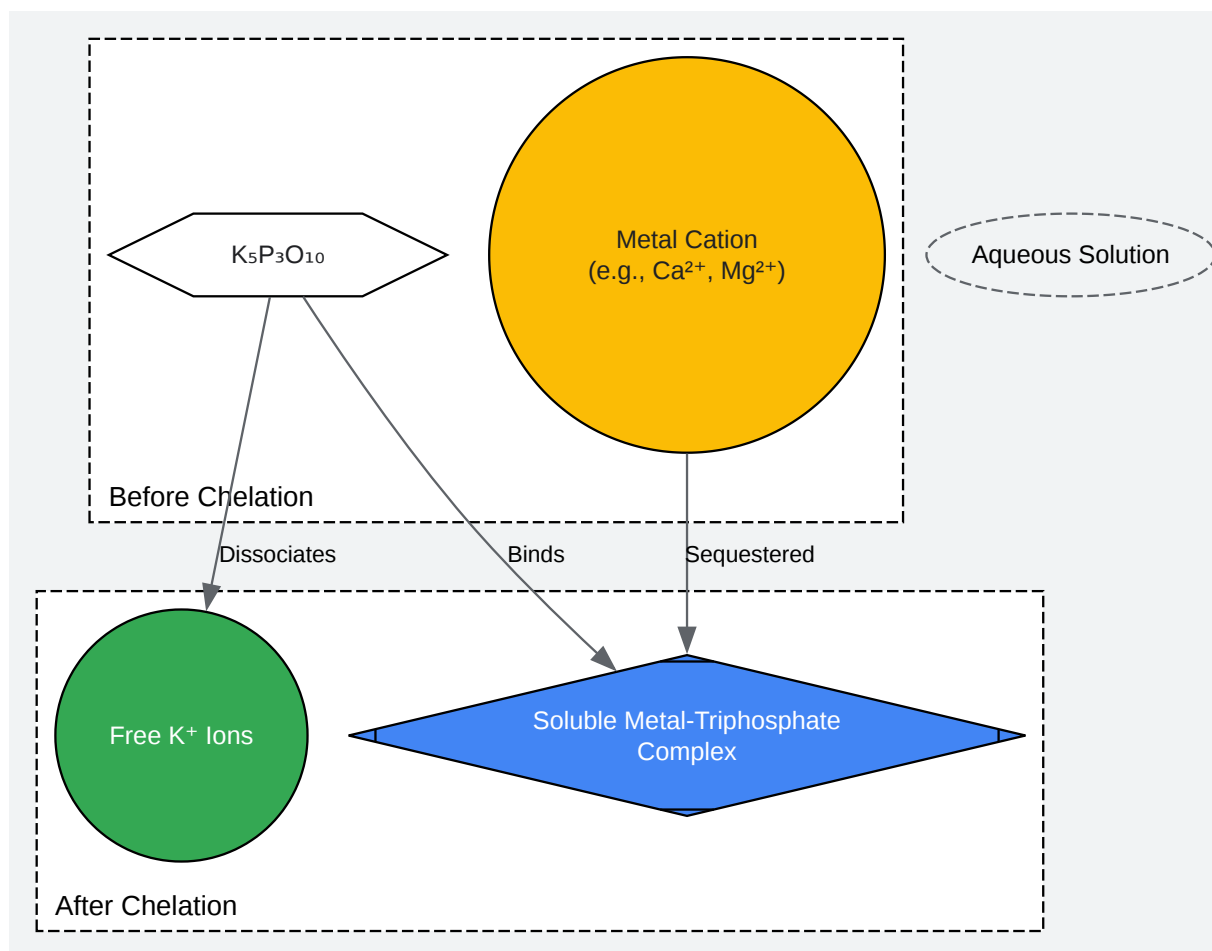 K₅P₃O₁₀
Metal Cation
(e.g., Ca²⁺, Mg²⁺)
Aqueous Solution
Before Chelation
Dissociates
Binds
Sequestered
Free K⁺ Ions
Soluble Metal-Triphosphate
Complex
After Chelation